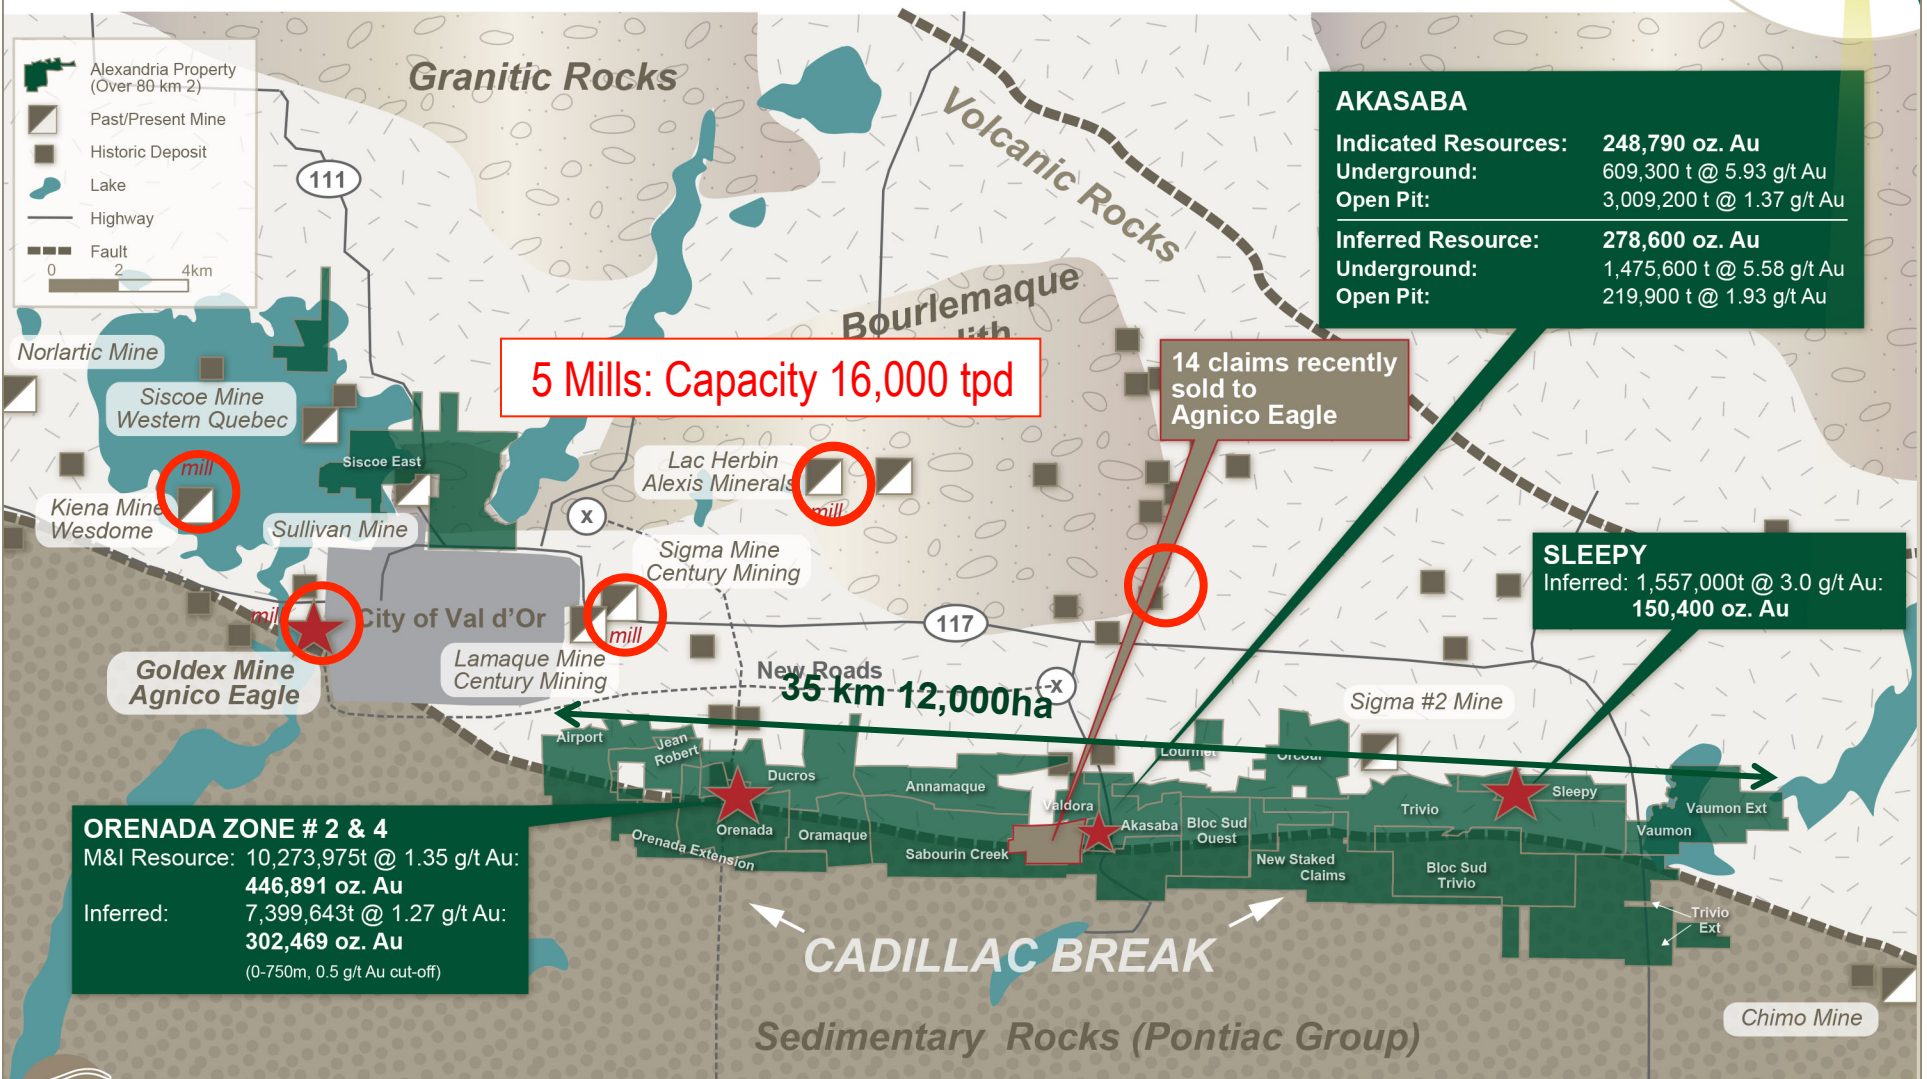 Alexandria Property
(Over 80 km 2)
Past/Present Mine
Historic Deposit
Lake
Highway
Fault
0 2 4km
Granitic Rocks
111
Volcanic Rocks
Bourlemaque
lith
5 Mills: Capacity 16,000 tpd
AKASABA
Indicated Resources: 248,790 oz. Au
Underground: 609,300 t @ 5.93 g/t Au
Open Pit: 3,009,200 t @ 1.37 g/t Au
Inferred Resource: 278,600 oz. Au
Underground: 1,475,600 t @ 5.58 g/t Au
Open Pit: 219,900 t @ 1.93 g/t Au
14 claims recently
sold to
Agnico Eagle
Norlartic Mine
Siscoe Mine
Western Quebec
Siscoe East
mill
Kiena Mine
Wesdome
Sullivan Mine
Lac Herbin
Alexis Minerals
mill
X
Sigma Mine
Century Mining
mill
City of Val d'Or
mill
Goldex Mine
Agnico Eagle
Lamaque Mine
Century Mining
117
New Roads
X
35 km 12,000ha
SLEEPY
Inferred: 1,557,000t @ 3.0 g/t Au:
150,400 oz. Au
Sigma #2 Mine
Airport
Jean
Robert
Ducros
Annamaque
Valdora
Lourmet
Orcour
Trivio
Sleepy
Vaumon Ext
Vaumon
Orenada
Oramaque
Orenada Extension
Sabourin Creek
Akasaba
Bloc Sud
Ouest
New Staked
Claims
Bloc Sud
Trivio
Trivio
Ext
ORENADA ZONE # 2 & 4
M&I Resource: 10,273,975t @ 1.35 g/t Au:
446,891 oz. Au
Inferred: 7,399,643t @ 1.27 g/t Au:
302,469 oz. Au
(0-750m, 0.5 g/t Au cut-off)
CADILLAC BREAK
Sedimentary Rocks (Pontiac Group)
Chimo Mine